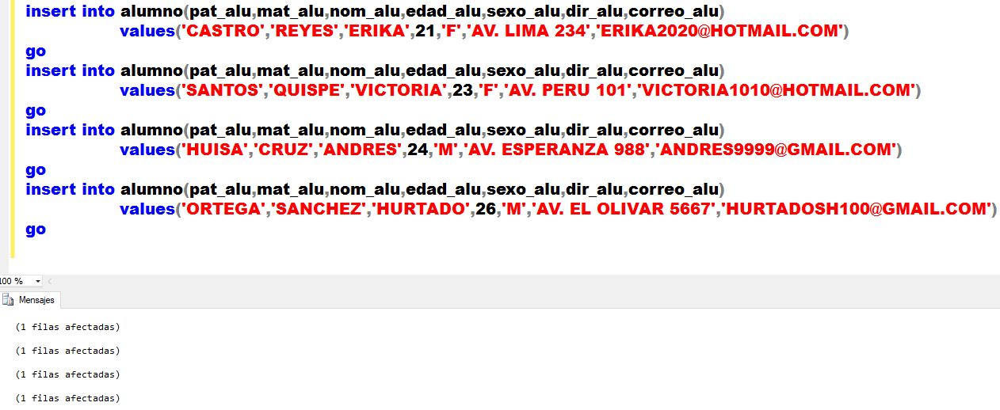 insert into alumno(pat_alu,mat_alu,nom_alu,edad_alu,sexo_alu,dir_alu,correo_alu)
values('CASTRO','REYES','ERIKA',21,'F','AV. LIMA 234','ERIKA2020@HOTMAIL.COM')
go
insert into alumno(pat_alu,mat_alu,nom_alu,edad_alu,sexo_alu,dir_alu,correo_alu)
values('SANTOS','QUISPE','VICTORIA',23,'F','AV. PERU 101','VICTORIA1010@HOTMAIL.COM')
go
insert into alumno(pat_alu,mat_alu,nom_alu,edad_alu,sexo_alu,dir_alu,correo_alu)
values('HUISA','CRUZ','ANDRES',24,'M','AV. ESPERANZA 988','ANDRES9999@GMAIL.COM')
go
insert into alumno(pat_alu,mat_alu,nom_alu,edad_alu,sexo_alu,dir_alu,correo_alu)
values('ORTEGA','SANCHEZ','HURTADO',26,'M','AV. EL OLIVAR 5667','HURTADOSH100@GMAIL.COM')
go
100 %
Mensajes
(1 filas afectadas)
(1 filas afectadas)
(1 filas afectadas)
(1 filas afectadas)